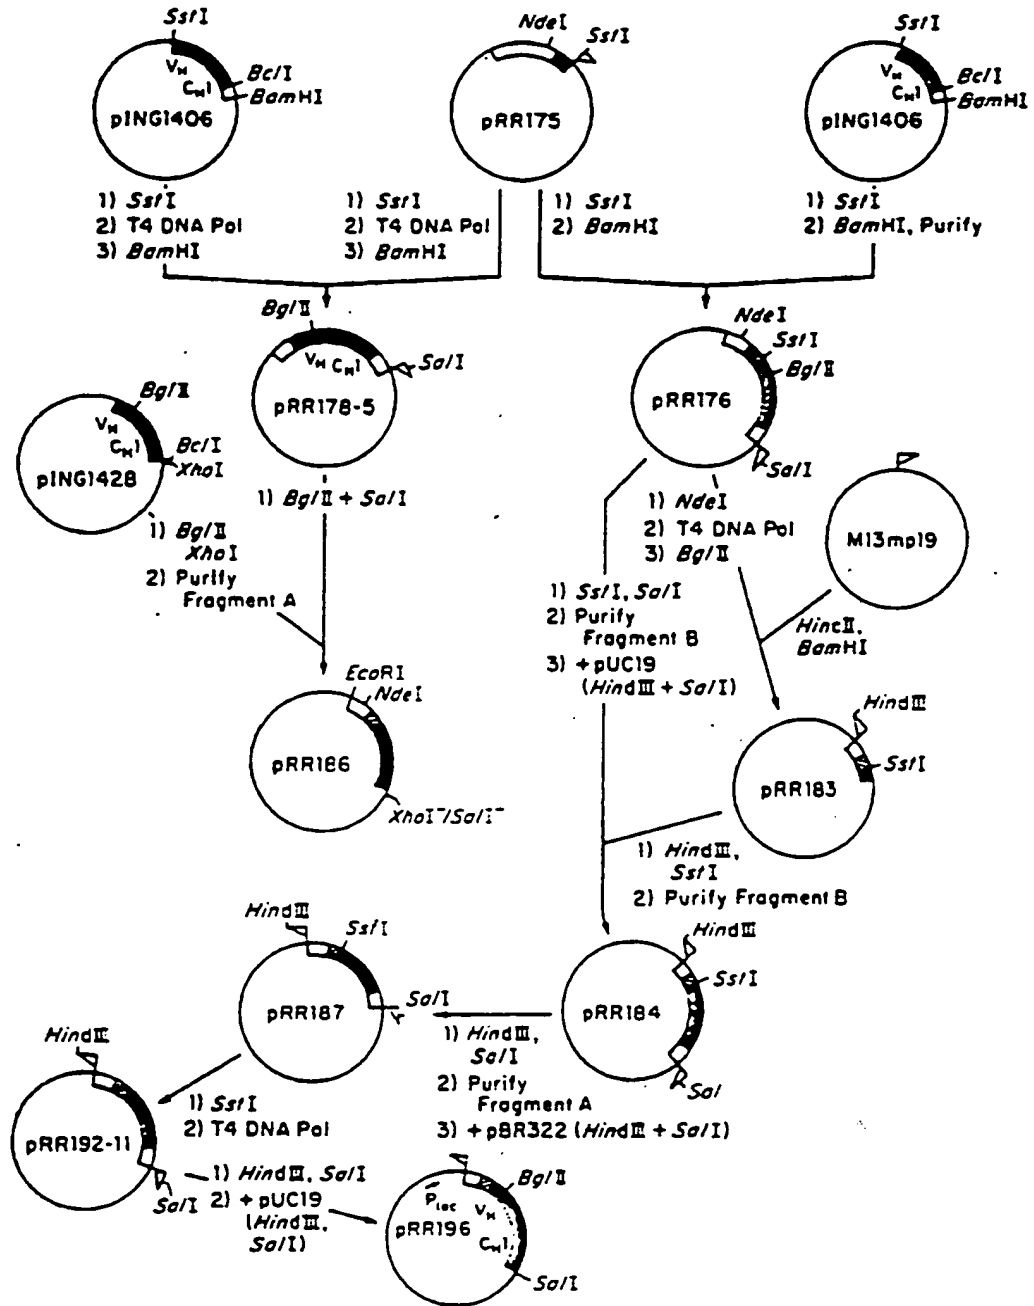 SstI
VH
CH1
BclI
BamHI
pING1406
NdeI
SstI
pRR175
SstI
VH
CH1
BclI
BamHI
pING1406
1) SstI
2) T4 DNA Pol
3) BamHI
1) SstI
2) T4 DNA Pol
3) BamHI
1) SstI
2) BamHI
1) SstI
2) BamHI, Purify
BglII
VH CH1
SalI
pRR178-5
NdeI
SstI
BglII
pRR176
SalI
BglII
VH
CH1
BclI
XhoI
pING1428
1) BglII
XhoI
2) Purify
Fragment A
1) BglII + SalI
1) NdeI
2) T4 DNA Pol
3) BglII
M13mp19
1) SstI, SalI
2) Purify
Fragment B
3) +pUC19
(HindIII + SalI)
HincII,
BamHI
EcoRI
NdeI
pRR186
XhoI⁻/SalI⁻
HindIII
SstI
pRR183
1) HindIII,
SstI
2) Purify Fragment B
HindIII
SstI
pRR187
SalI
HindIII
SstI
pRR184
Sal
1) HindIII,
SalI
2) Purify
Fragment A
3) +pBR322 (HindIII + SalI)
HindIII
pRR192-11
SalI
1) SstI
2) T4 DNA Pol
1) HindIII, SalI
2) + pUC19
(HindIII,
SalI)
BglII
Plac
VH
pRR196
CH1
SalI